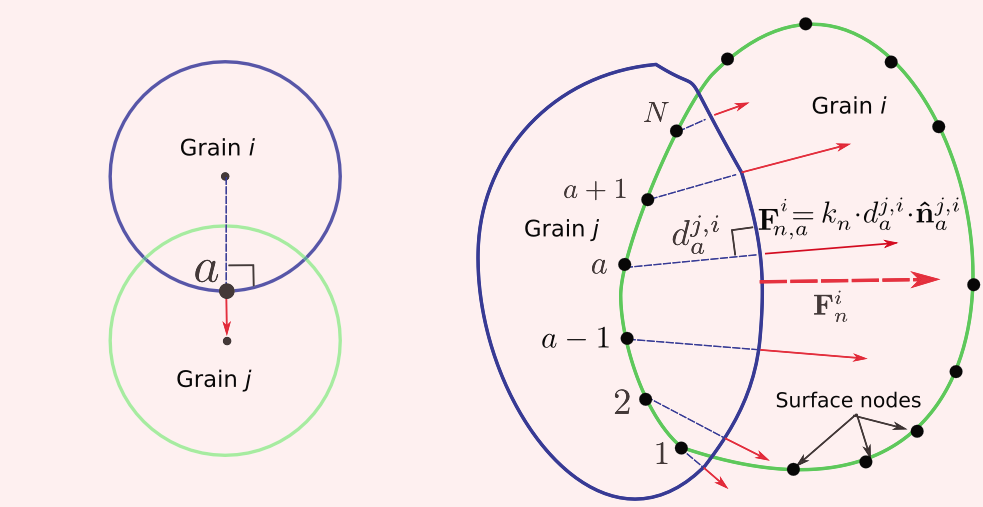 Grain i
a
Grain j
Grain i
N
a + 1
Grain j
d_a^{j,i}
F_{n,a}^i = k_n · d_a^{j,i} · n̂_a^{j,i}
a
F_n^i
a − 1
Surface nodes
2
1